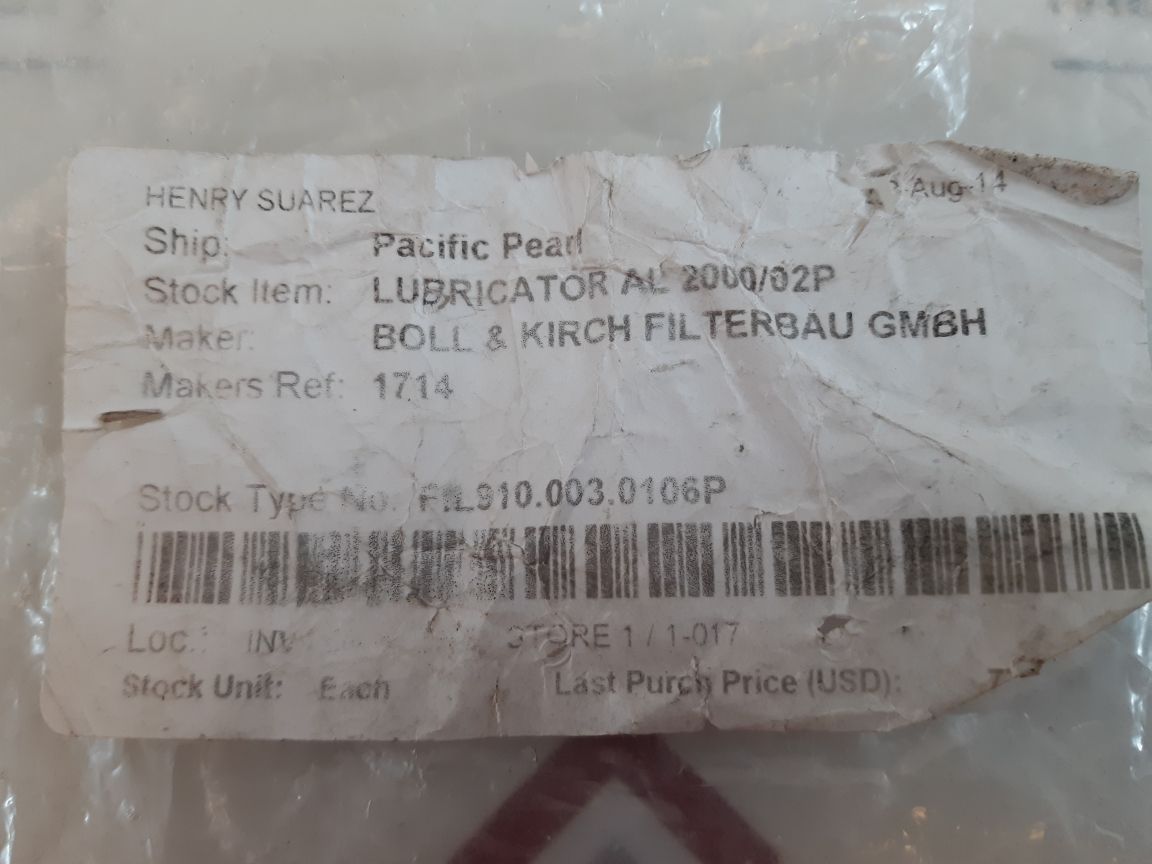 HENRY SUAREZ Aug-14
Ship: Pacific Pearl
Stock Item: LUBRICATOR AL 2000/02P
Maker: BOLL & KIRCH FILTERBAU GMBH
Makers Ref: 1714
Stock Type No: FIL910.003.0106P
Loc.: INV STORE 1 / 1-017
Stock Unit: Each Last Purch Price (USD):